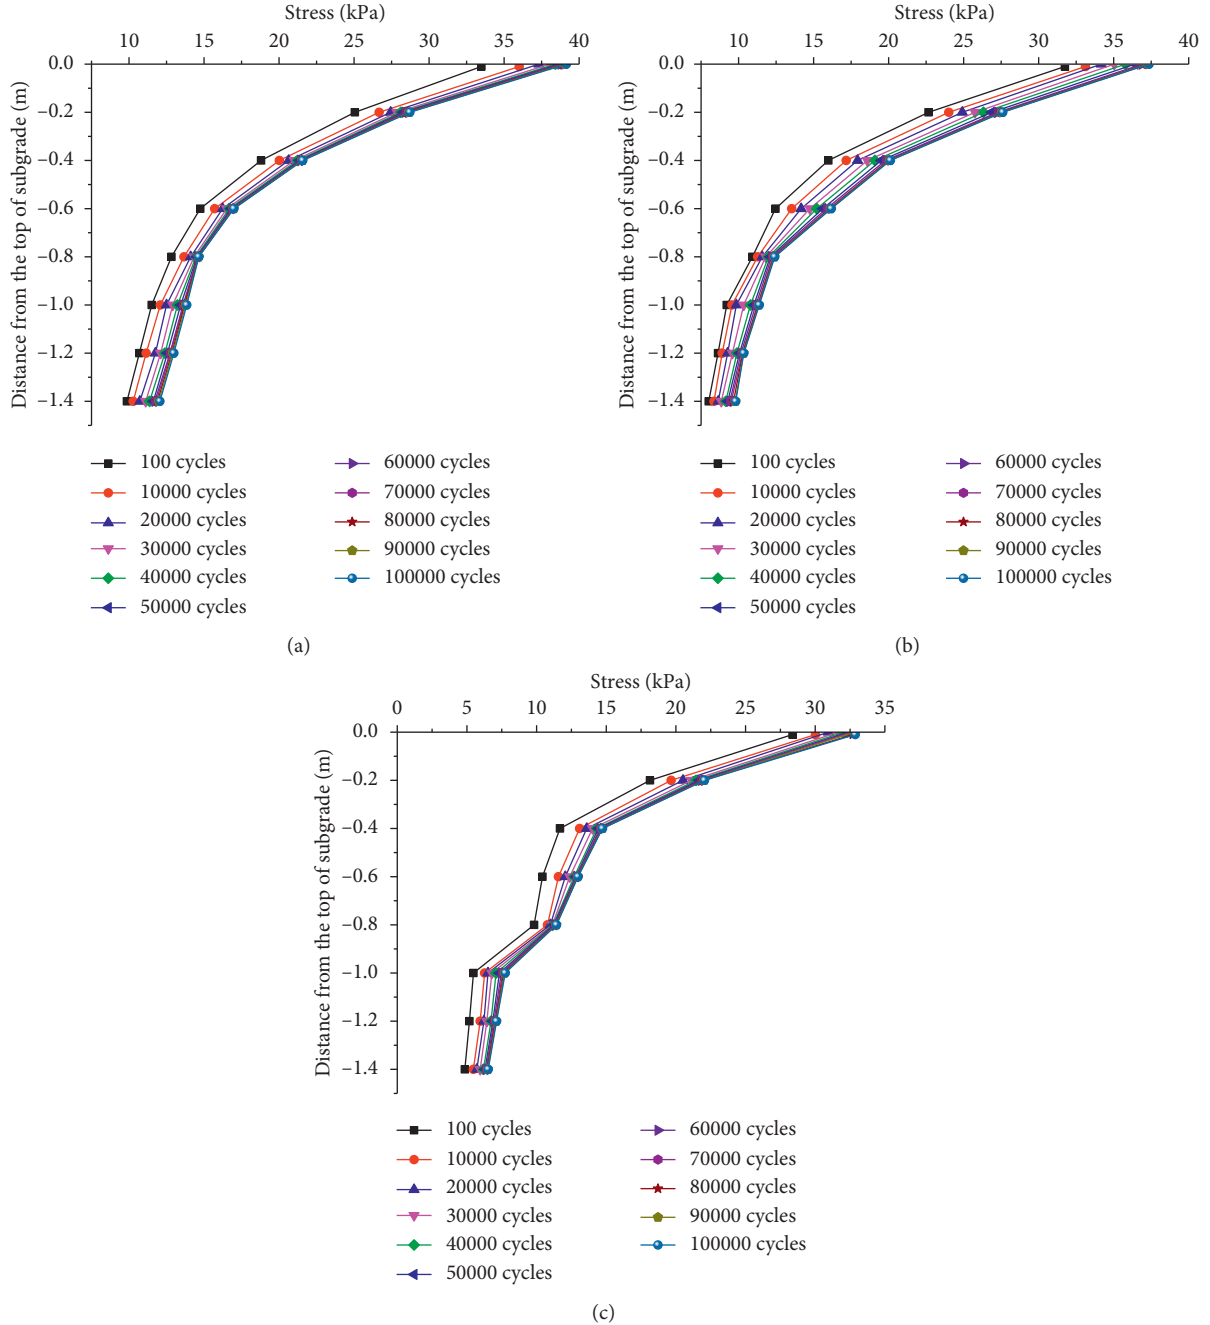 Stress (kPa)
10 15 20 25 30 35 40
0.0
−0.2
−0.4
−0.6
−0.8
−1.0
−1.2
−1.4
Distance from the top of subgrade (m)
100 cycles
10000 cycles
20000 cycles
30000 cycles
40000 cycles
50000 cycles
60000 cycles
70000 cycles
80000 cycles
90000 cycles
100000 cycles
(a)
Stress (kPa)
10 15 20 25 30 35 40
0.0
−0.2
−0.4
−0.6
−0.8
−1.0
−1.2
−1.4
Distance from the top of subgrade (m)
100 cycles
10000 cycles
20000 cycles
30000 cycles
40000 cycles
50000 cycles
60000 cycles
70000 cycles
80000 cycles
90000 cycles
100000 cycles
(b)
Stress (kPa)
0 5 10 15 20 25 30 35
0.0
−0.2
−0.4
−0.6
−0.8
−1.0
−1.2
−1.4
Distance from the top of subgrade (m)
100 cycles
10000 cycles
20000 cycles
30000 cycles
40000 cycles
50000 cycles
60000 cycles
70000 cycles
80000 cycles
90000 cycles
100000 cycles
(c)